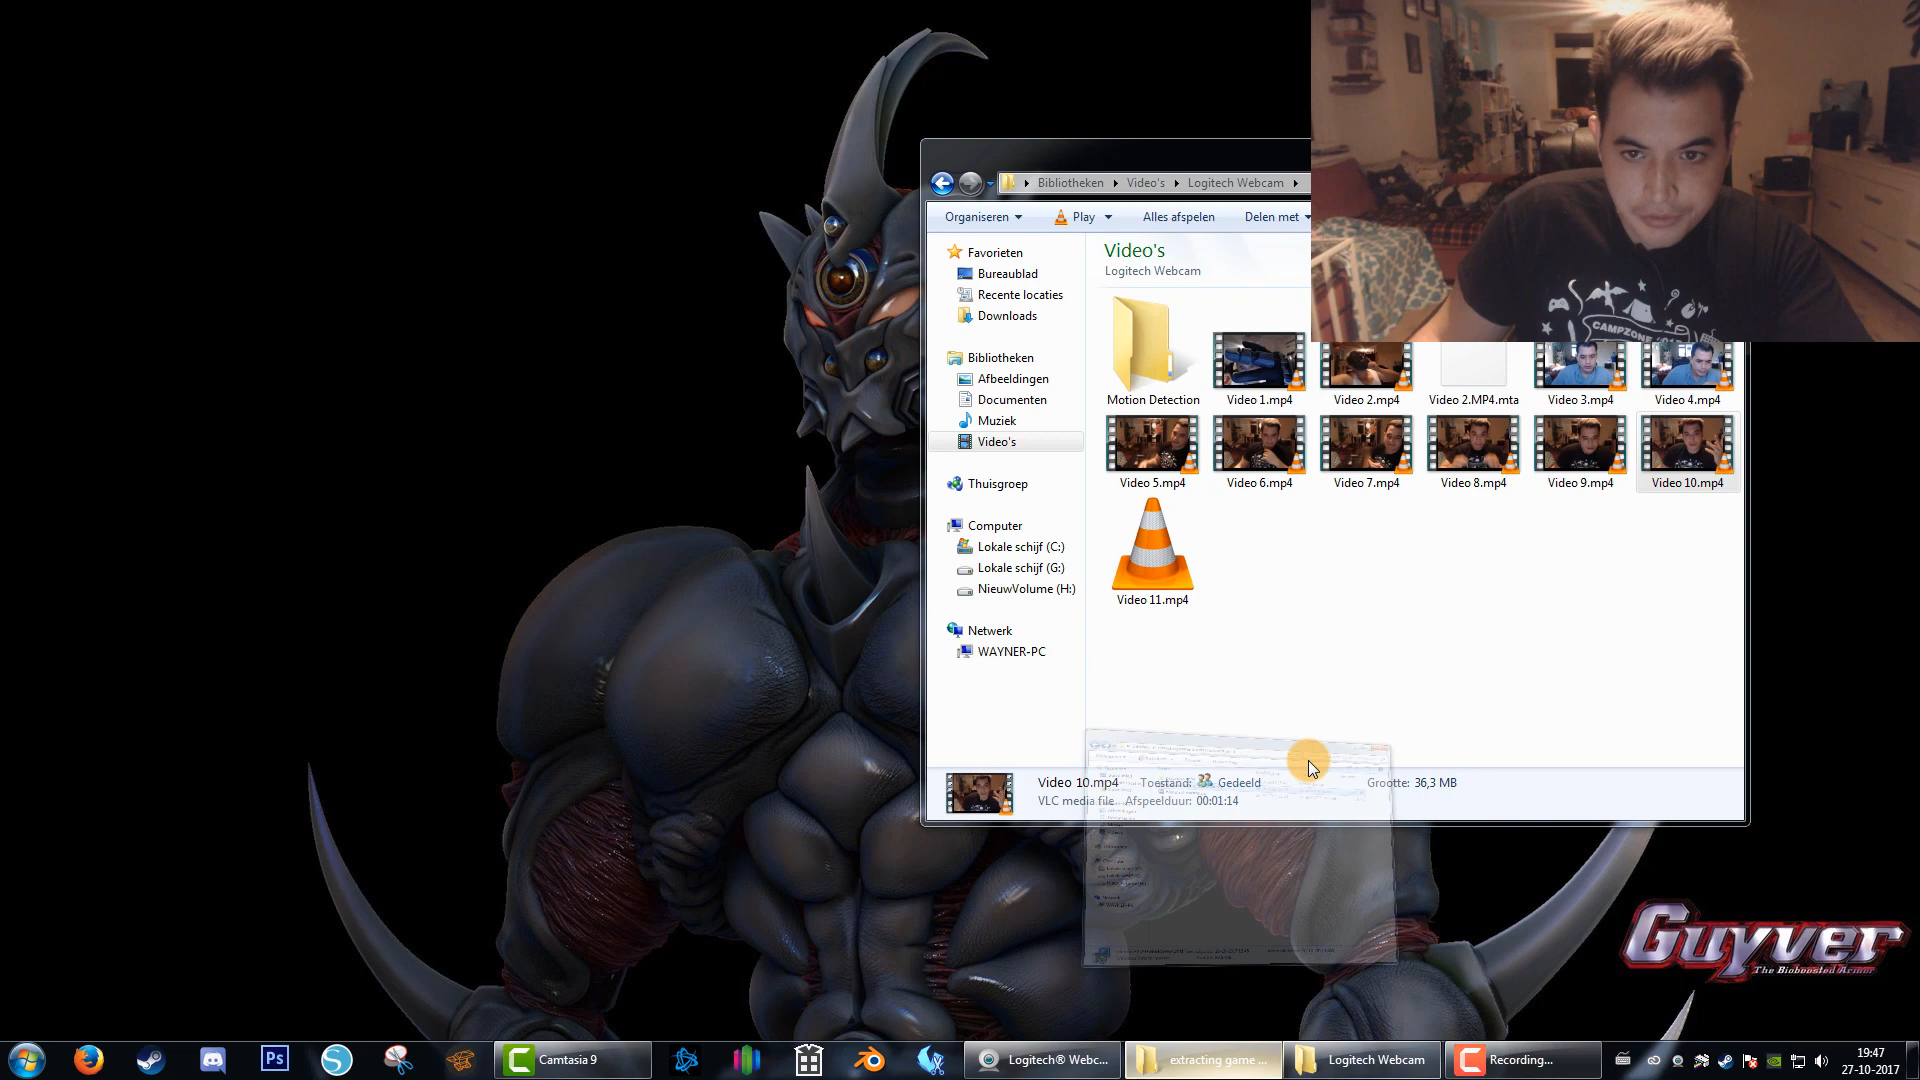 Bibliotheken
Video's
Logitech Webcam
Organiseren
Play
Alles afspelen
Delen met
Video's
Logitech Webcam
Favorieten
Bureaublad
Recente locaties
Downloads
Bibliotheken
Afbeeldingen
Documenten
Muziek
Video's
Thuisgroep
Computer
Lokale schijf (C:)
Lokale schijf (G:)
NieuwVolume (H:)
Netwerk
WAYNER-PC
CAMPZONE
Motion Detection
Video 1.mp4
Video 2.mp4
Video 2.MP4.mta
Video 3.mp4
Video 4.mp4
Video 5.mp4
Video 6.mp4
Video 7.mp4
Video 8.mp4
Video 9.mp4
Video 10.mp4
Video 11.mp4
Video 10.mp4 Toestand: Gedeeld Grootte: 36,3 MB
VLC media file Afspeelduur: 00:01:14
Guyver
The Bioboosted Armor
Ps
Camtasia 9
Logitech® Webc...
extracting game ...
Logitech Webcam
Recording...
19:47
27-10-2017